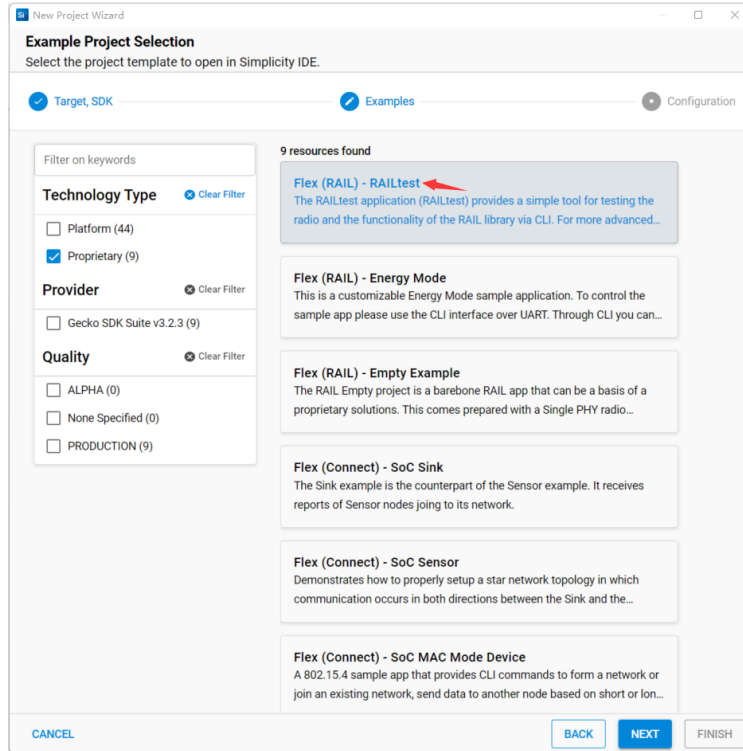 Si New Project Wizard
Example Project Selection
Select the project template to open in Simplicity IDE.
Target, SDK
Examples
Configuration
Filter on keywords
Technology Type
Clear Filter
Platform (44)
Proprietary (9)
Provider
Clear Filter
Gecko SDK Suite v3.2.3 (9)
Quality
Clear Filter
ALPHA (0)
None Specified (0)
PRODUCTION (9)
9 resources found
Flex (RAIL) - RAILtest
The RAILtest application (RAILtest) provides a simple tool for testing the
radio and the functionality of the RAIL library via CLI. For more advanced...
Flex (RAIL) - Energy Mode
This is a customizable Energy Mode sample application. To control the
sample app please use the CLI interface over UART. Through CLI you can...
Flex (RAIL) - Empty Example
The RAIL Empty project is a barebone RAIL app that can be a basis of a
proprietary solutions. This comes prepared with a Single PHY radio...
Flex (Connect) - SoC Sink
The Sink example is the counterpart of the Sensor example. It receives
reports of Sensor nodes joing to its network.
Flex (Connect) - SoC Sensor
Demonstrates how to properly setup a star network topology in which
communication occurs in both directions between the Sink and the...
Flex (Connect) - SoC MAC Mode Device
A 802.15.4 sample app that provides CLI commands to form a network or
join an existing network, send data to another node based on short or lon...
CANCEL
BACK
NEXT
FINISH